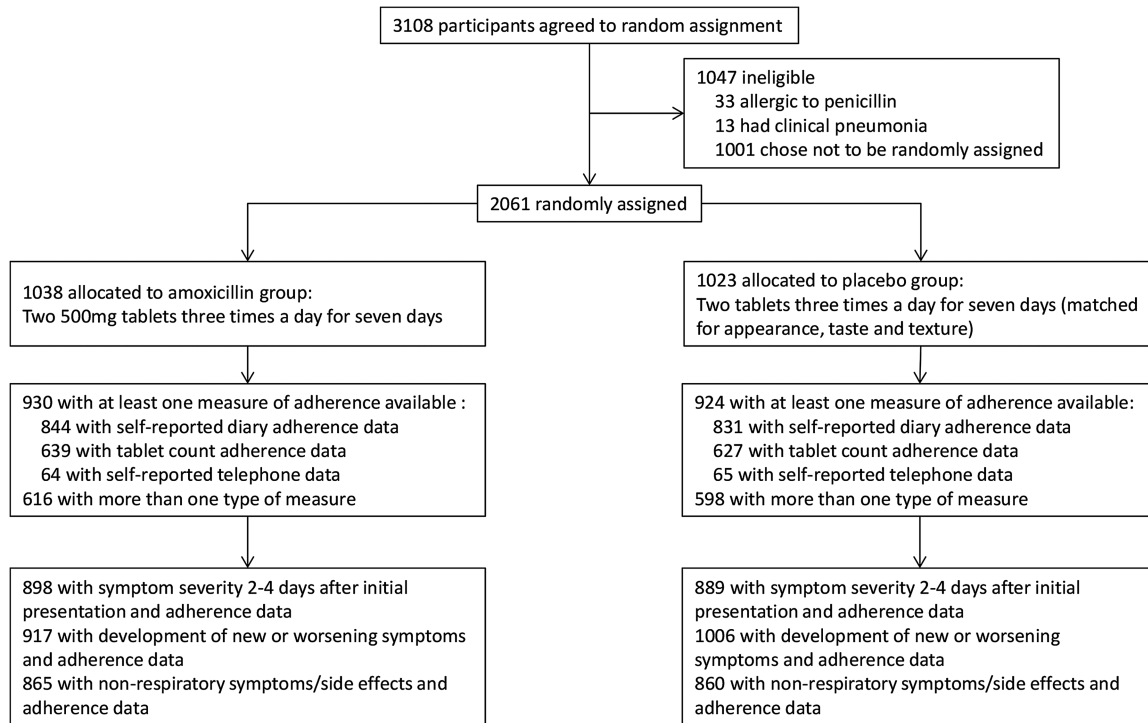 3108 participants agreed to random assignment
1047 ineligible
33 allergic to penicillin
13 had clinical pneumonia
1001 chose not to be randomly assigned
2061 randomly assigned
1038 allocated to amoxicillin group:
Two 500mg tablets three times a day for seven days
1023 allocated to placebo group:
Two tablets three times a day for seven days (matched
for appearance, taste and texture)
930 with at least one measure of adherence available :
844 with self-reported diary adherence data
639 with tablet count adherence data
64 with self-reported telephone data
616 with more than one type of measure
924 with at least one measure of adherence available:
831 with self-reported diary adherence data
627 with tablet count adherence data
65 with self-reported telephone data
598 with more than one type of measure
898 with symptom severity 2-4 days after initial
presentation and adherence data
917 with development of new or worsening symptoms
and adherence data
865 with non-respiratory symptoms/side effects and
adherence data
889 with symptom severity 2-4 days after initial
presentation and adherence data
1006 with development of new or worsening
symptoms and adherence data
860 with non-respiratory symptoms/side effects and
adherence data